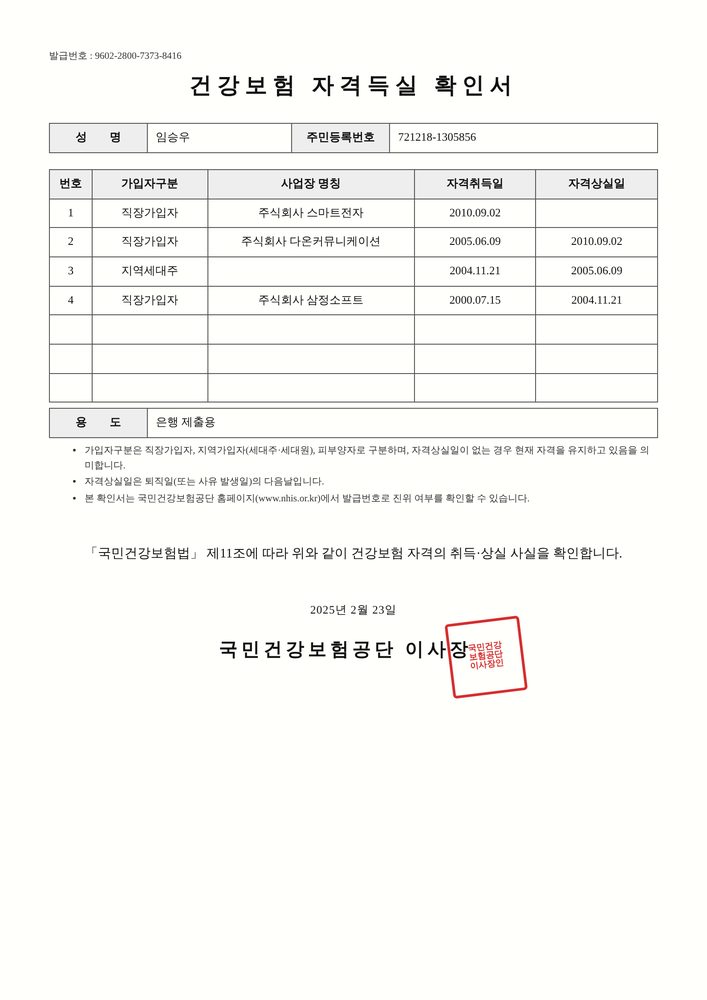 발급번호 : 9602-2800-7373-8416
건강보험 자격득실 확인서
성 명 임승우 주민등록번호 721218-1305856
번호 가입자구분 사업장 명칭 자격취득일 자격상실일
1 직장가입자 주식회사 스마트전자 2010.09.02
2 직장가입자 주식회사 다온커뮤니케이션 2005.06.09 2010.09.02
3 지역세대주 2004.11.21 2005.06.09
4 직장가입자 주식회사 삼정소프트 2000.07.15 2004.11.21
용 도 은행 제출용
• 가입자구분은 직장가입자, 지역가입자(세대주·세대원), 피부양자로 구분하며, 자격상실일이 없는 경우 현재 자격을 유지하고 있음을 의
미합니다.
• 자격상실일은 퇴직일(또는 사유 발생일)의 다음날입니다.
• 본 확인서는 국민건강보험공단 홈페이지(www.nhis.or.kr)에서 발급번호로 진위 여부를 확인할 수 있습니다.
「국민건강보험법」 제11조에 따라 위와 같이 건강보험 자격의 취득·상실 사실을 확인합니다.
2025년 2월 23일
국민건강보험공단 이사장
국민건강
보험공단
이사장인